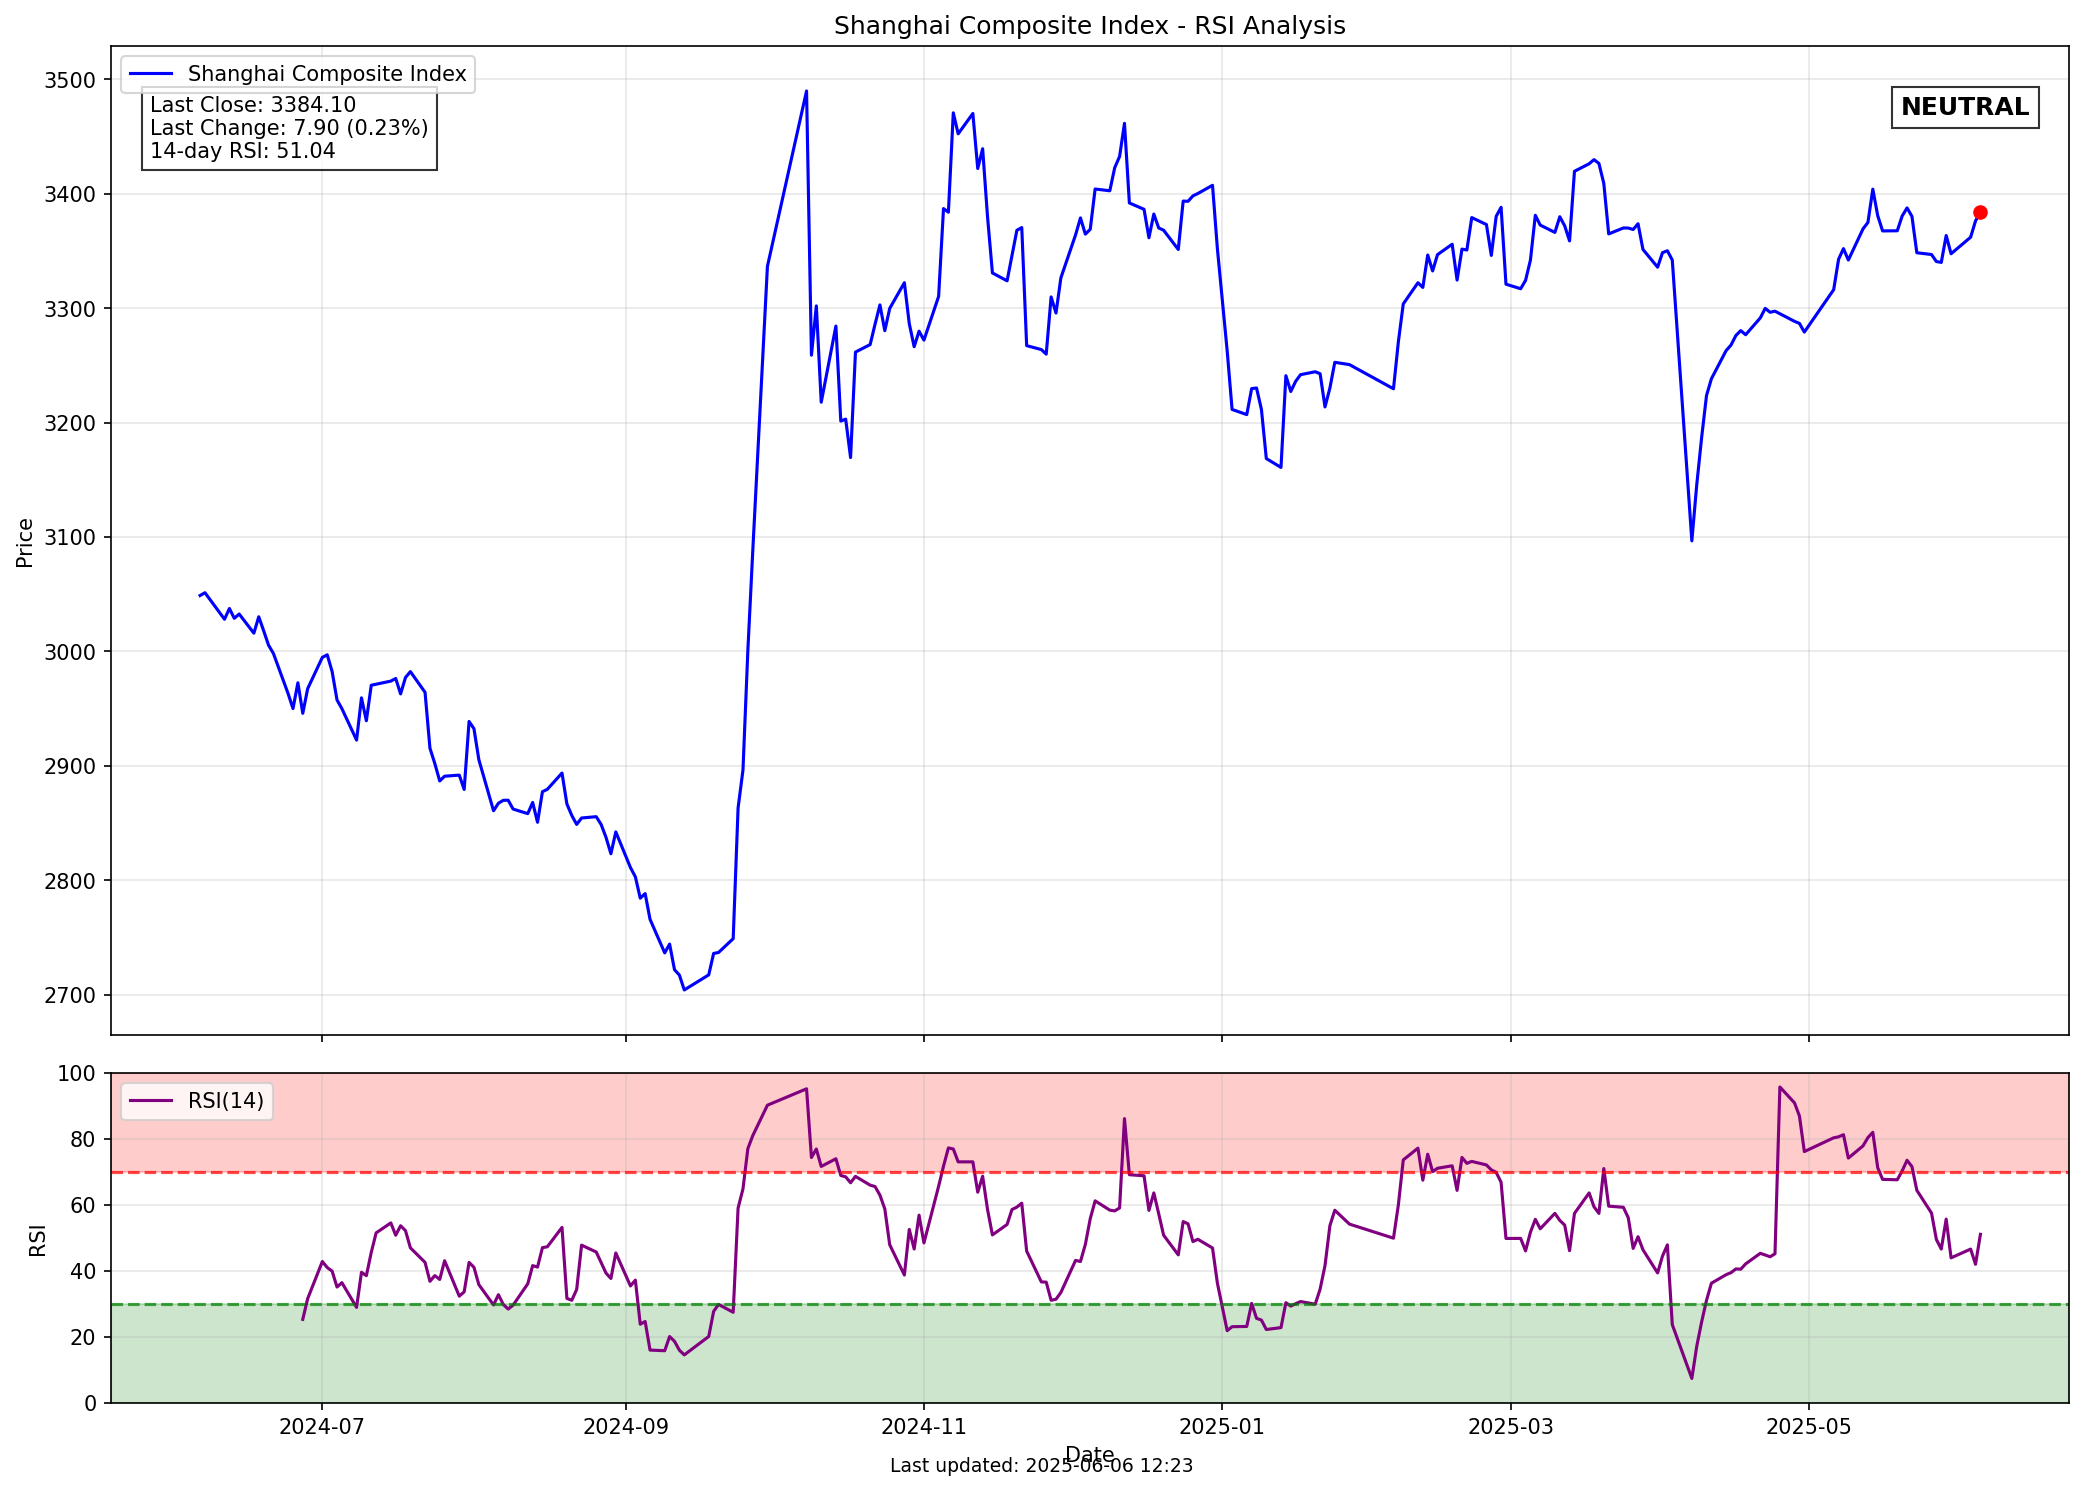 Shanghai Composite Index - RSI Analysis
Shanghai Composite Index
Last Close: 3384.10
Last Change: 7.90 (0.23%)
14-day RSI: 51.04
NEUTRAL
Price
3500
3400
3300
3200
3100
3000
2900
2800
2700
RSI(14)
RSI
100
80
60
40
20
0
2024-07
2024-09
2024-11
2025-01
2025-03
2025-05
Date
Last updated: 2025-06-06 12:23